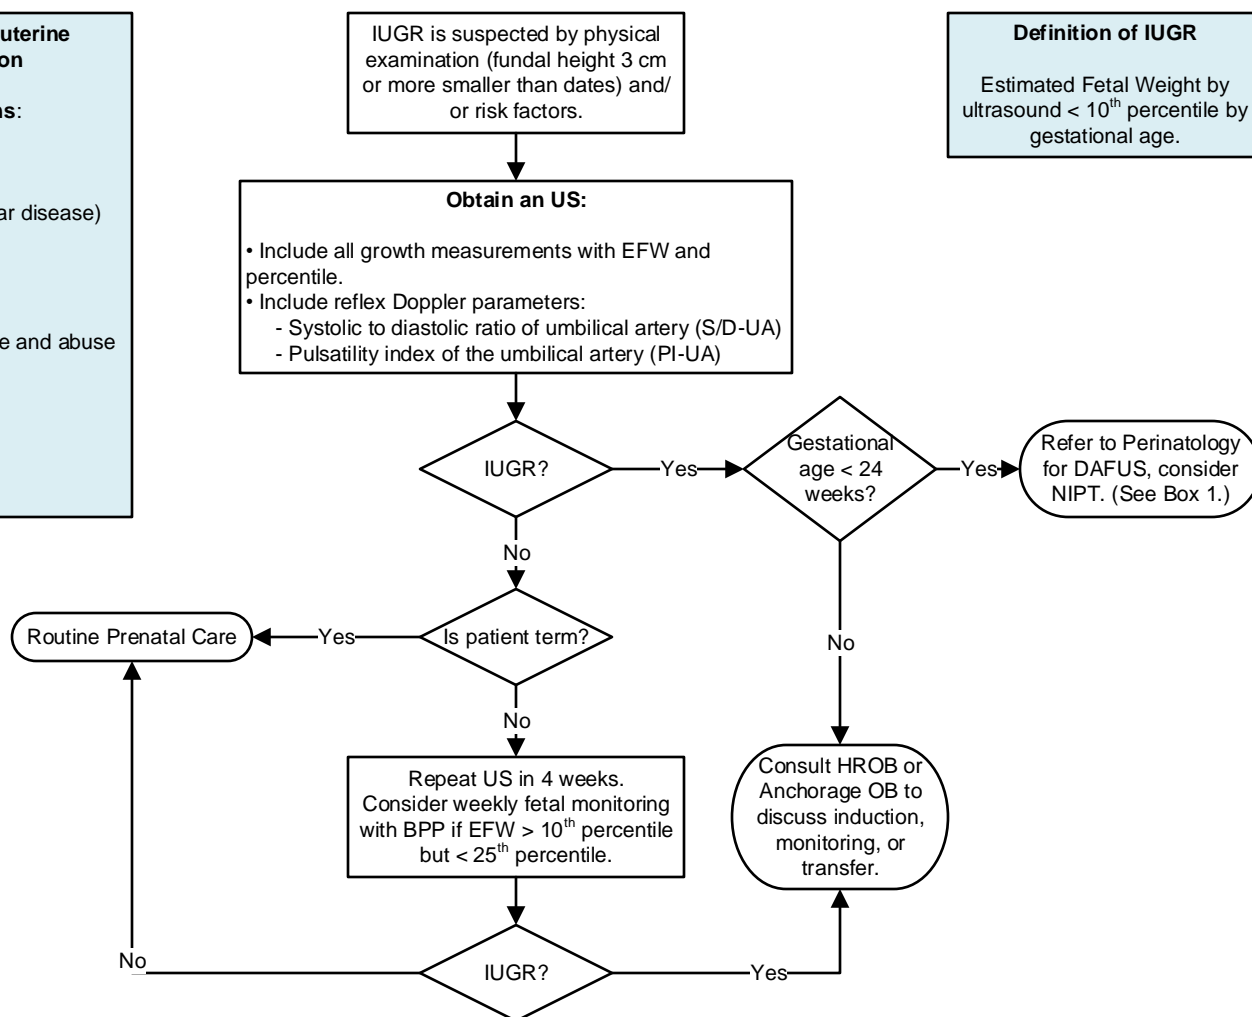 uterine
on
ns:
ar disease)
e and abuse
IUGR is suspected by physical
examination (fundal height 3 cm
or more smaller than dates) and/
or risk factors.
Definition of IUGR
Estimated Fetal Weight by
ultrasound < 10th percentile by
gestational age.
Obtain an US:
• Include all growth measurements with EFW and
percentile.
• Include reflex Doppler parameters:
- Systolic to diastolic ratio of umbilical artery (S/D-UA)
- Pulsatility index of the umbilical artery (PI-UA)
IUGR?
Yes
Gestational
age < 24
weeks?
Yes
Refer to Perinatology
for DAFUS, consider
NIPT. (See Box 1.)
No
Is patient term?
Yes
Routine Prenatal Care
No
No
Repeat US in 4 weeks.
Consider weekly fetal monitoring
with BPP if EFW > 10th percentile
but < 25th percentile.
Consult HROB or
Anchorage OB to
discuss induction,
monitoring, or
transfer.
IUGR?
No
Yes